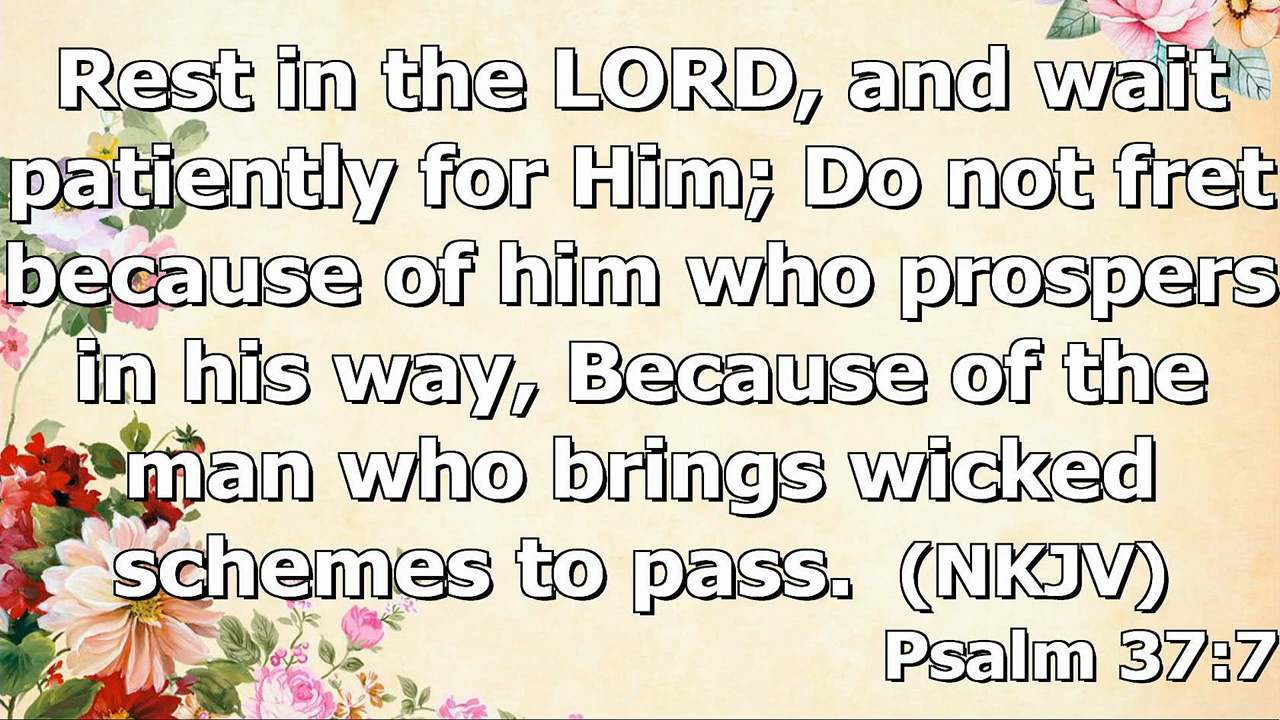 Rest in the LORD, and wait
patiently for Him; Do not fret
because of him who prospers
in his way, Because of the
man who brings wicked
schemes to pass.  (NKJV)
Psalm 37:7